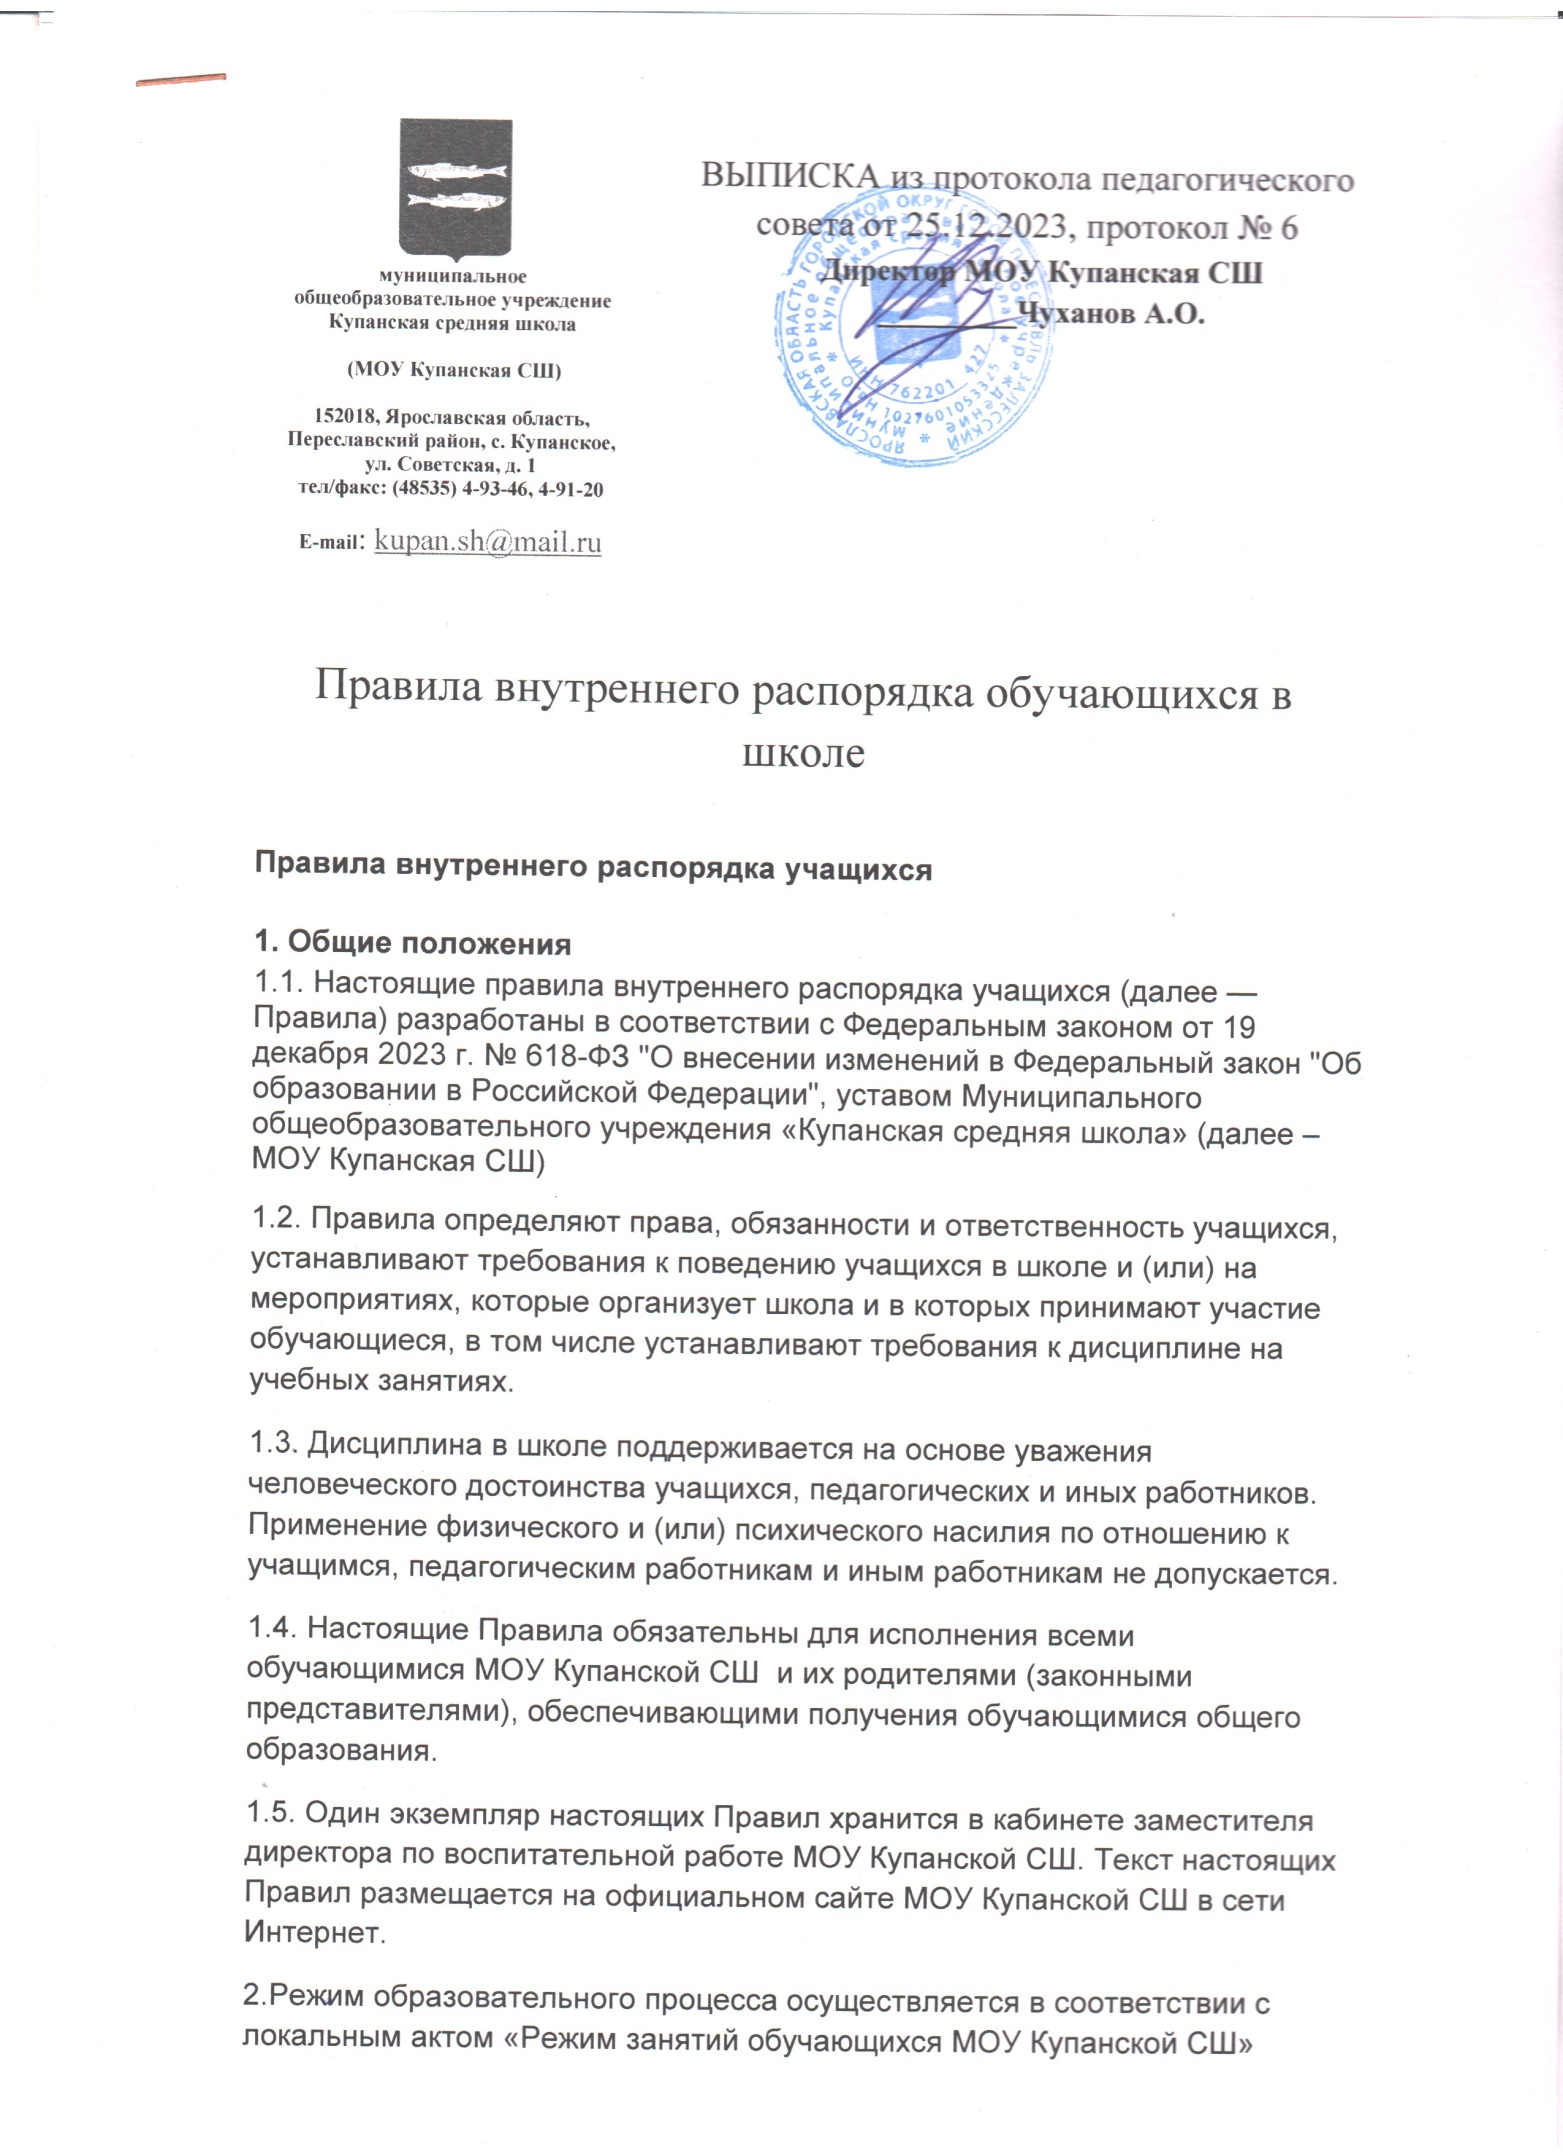 муниципальное
общеобразовательное учреждение
Купанская средняя школа
(МОУ Купанская СШ)
152018, Ярославская область,
Переславский район, с. Купанское,
ул. Советская, д. 1
тел/факс: (48535) 4-93-46, 4-91-20
E-mail: kupan.sh@mail.ru
ВЫПИСКА из протокола педагогического
совета от 25.12.2023, протокол № 6
Директор МОУ Купанская СШ
_________Чуханов А.О.
Правила внутреннего распорядка обучающихся в
школе
Правила внутреннего распорядка учащихся
1. Общие положения
1.1. Настоящие правила внутреннего распорядка учащихся (далее —
Правила) разработаны в соответствии с Федеральным законом от 19
декабря 2023 г. № 618-ФЗ "О внесении изменений в Федеральный закон "Об
образовании в Российской Федерации", уставом Муниципального
общеобразовательного учреждения «Купанская средняя школа» (далее –
МОУ Купанская СШ)
1.2. Правила определяют права, обязанности и ответственность учащихся,
устанавливают требования к поведению учащихся в школе и (или) на
мероприятиях, которые организует школа и в которых принимают участие
обучающиеся, в том числе устанавливают требования к дисциплине на
учебных занятиях.
1.3. Дисциплина в школе поддерживается на основе уважения
человеческого достоинства учащихся, педагогических и иных работников.
Применение физического и (или) психического насилия по отношению к
учащимся, педагогическим работникам и иным работникам не допускается.
1.4. Настоящие Правила обязательны для исполнения всеми
обучающимися МОУ Купанской СШ  и их родителями (законными
представителями), обеспечивающими получения обучающимися общего
образования.
1.5. Один экземпляр настоящих Правил хранится в кабинете заместителя
директора по воспитательной работе МОУ Купанской СШ. Текст настоящих
Правил размещается на официальном сайте МОУ Купанской СШ в сети
Интернет.
2.Режим образовательного процесса осуществляется в соответствии с
локальным актом «Режим занятий обучающихся МОУ Купанской СШ»